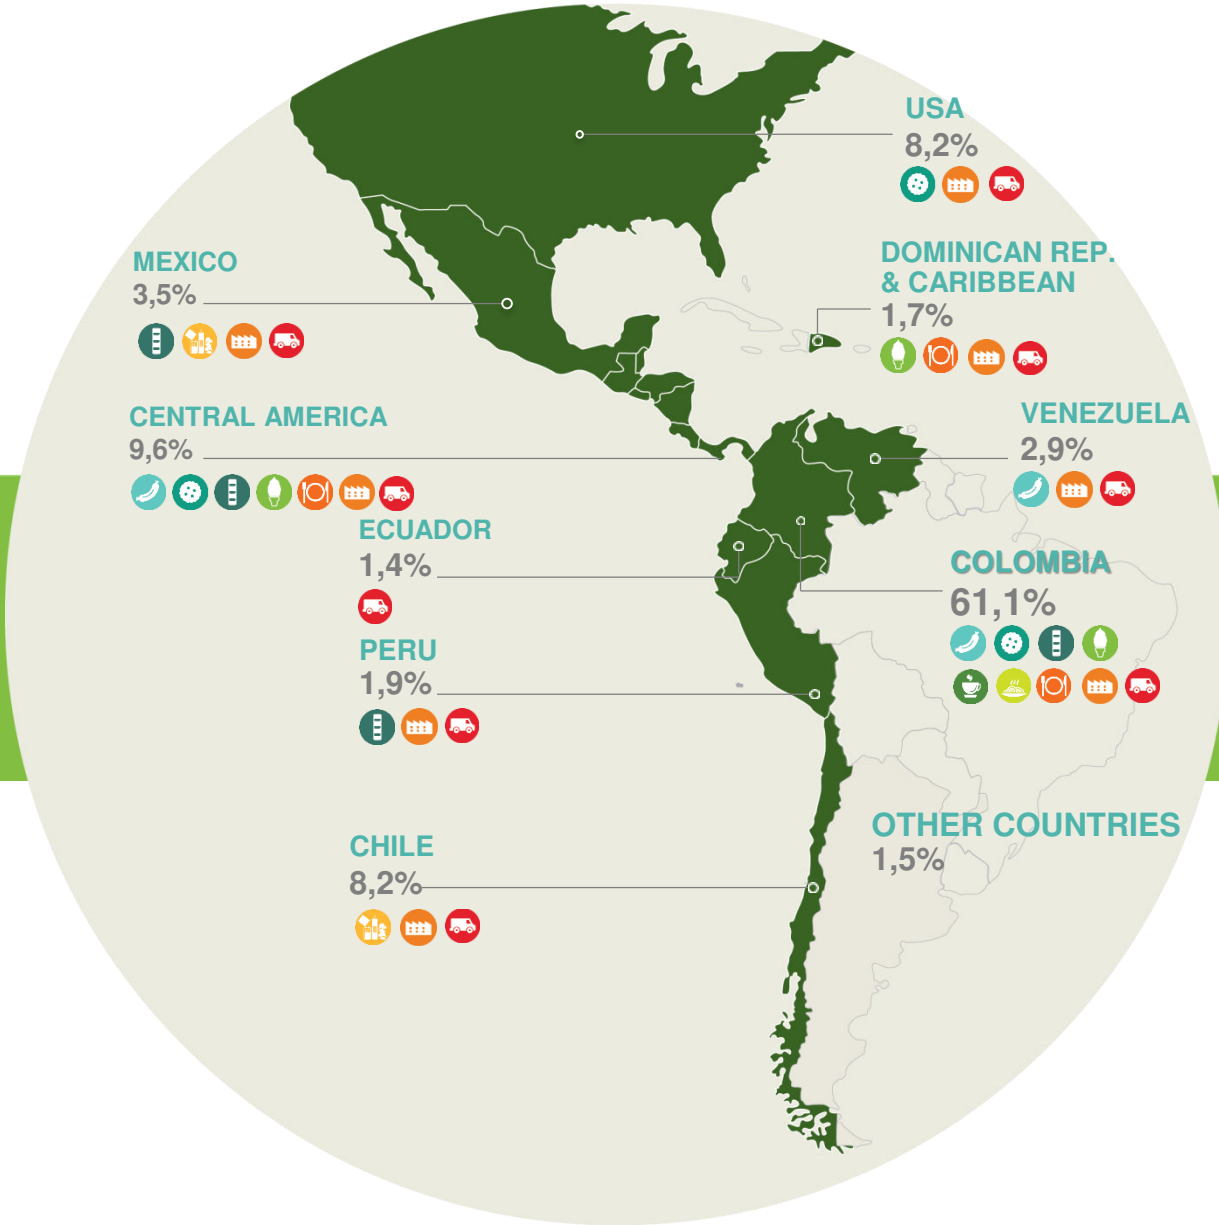 USA
8,2%
MEXICO
3,5%
DOMINICAN REP.
& CARIBBEAN
1,7%
CENTRAL AMERICA
9,6%
VENEZUELA
2,9%
ECUADOR
1,4%
COLOMBIA
61,1%
PERU
1,9%
OTHER COUNTRIES
1,5%
CHILE
8,2%